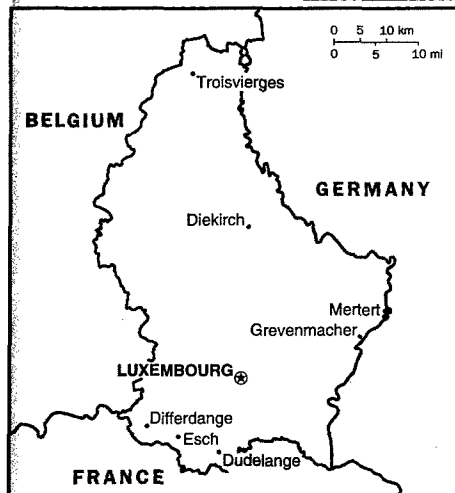 0 5 10 km
0 5 10 mi
Troisvierges
BELGIUM
GERMANY
Diekirch
Mertert
Grevenmacher
LUXEMBOURG
Differdange
Esch
Dudelange
FRANCE